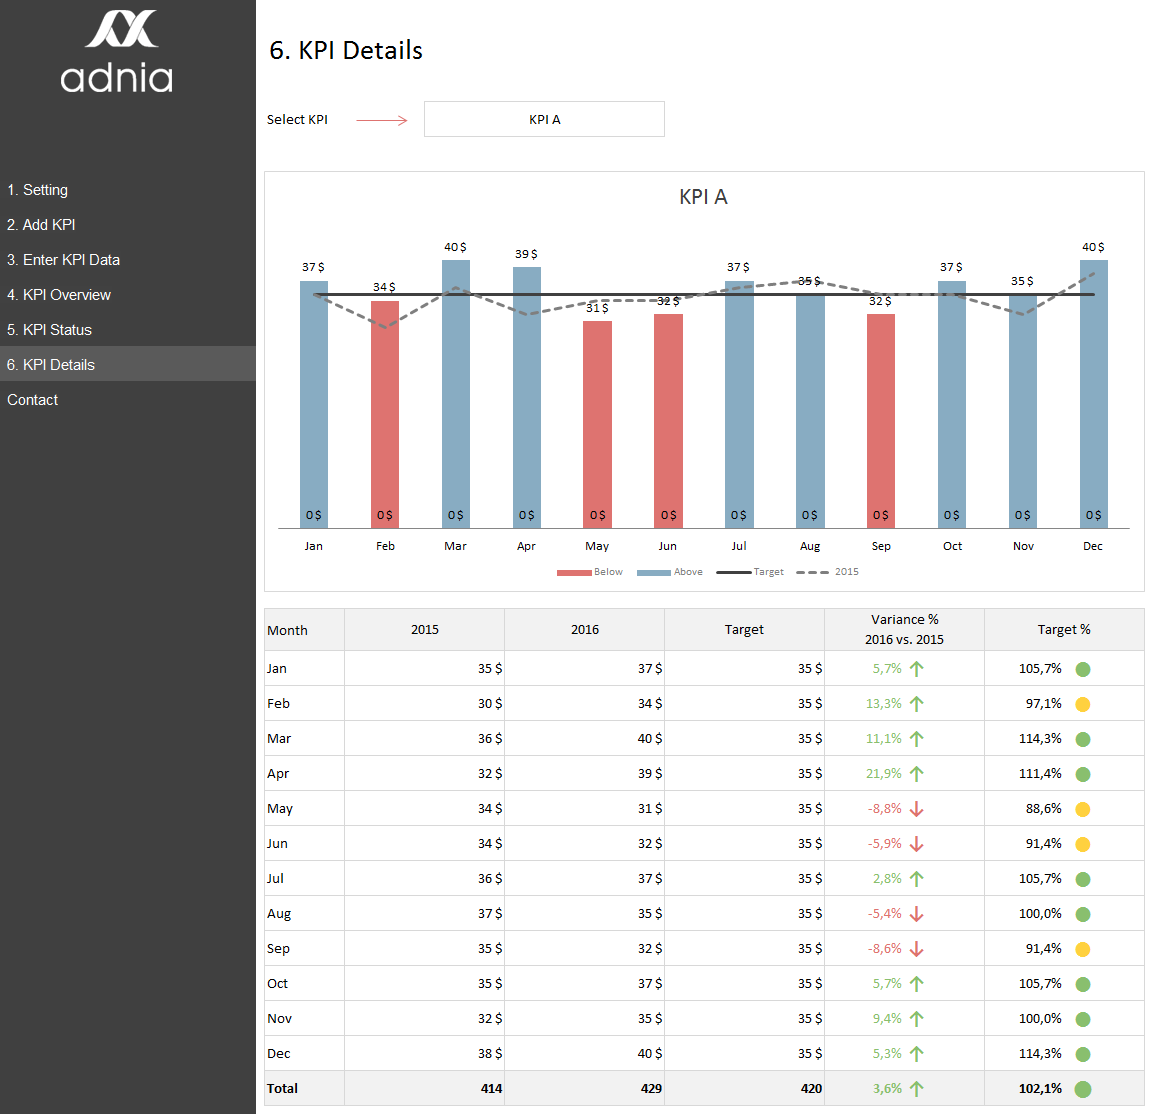 adnia
6. KPI Details
Select KPI KPI A
1. Setting
2. Add KPI
3. Enter KPI Data
4. KPI Overview
5. KPI Status
6. KPI Details
Contact
KPI A
37 $ 34 $ 40 $ 39 $ 31 $ 32 $ 37 $ 35 $ 32 $ 37 $ 35 $ 40 $
0 $ 0 $ 0 $ 0 $ 0 $ 0 $ 0 $ 0 $ 0 $ 0 $ 0 $ 0 $
Jan Feb Mar Apr May Jun Jul Aug Sep Oct Nov Dec
Below Above Target 2015
Month 2015 2016 Target Variance % Target %
2016 vs. 2015
Jan 35 $ 37 $ 35 $ 5,7% 105,7%
Feb 30 $ 34 $ 35 $ 13,3% 97,1%
Mar 36 $ 40 $ 35 $ 11,1% 114,3%
Apr 32 $ 39 $ 35 $ 21,9% 111,4%
May 34 $ 31 $ 35 $ -8,8% 88,6%
Jun 34 $ 32 $ 35 $ -5,9% 91,4%
Jul 36 $ 37 $ 35 $ 2,8% 105,7%
Aug 37 $ 35 $ 35 $ -5,4% 100,0%
Sep 35 $ 32 $ 35 $ -8,6% 91,4%
Oct 35 $ 37 $ 35 $ 5,7% 105,7%
Nov 32 $ 35 $ 35 $ 9,4% 100,0%
Dec 38 $ 40 $ 35 $ 5,3% 114,3%
Total 414 429 420 3,6% 102,1%